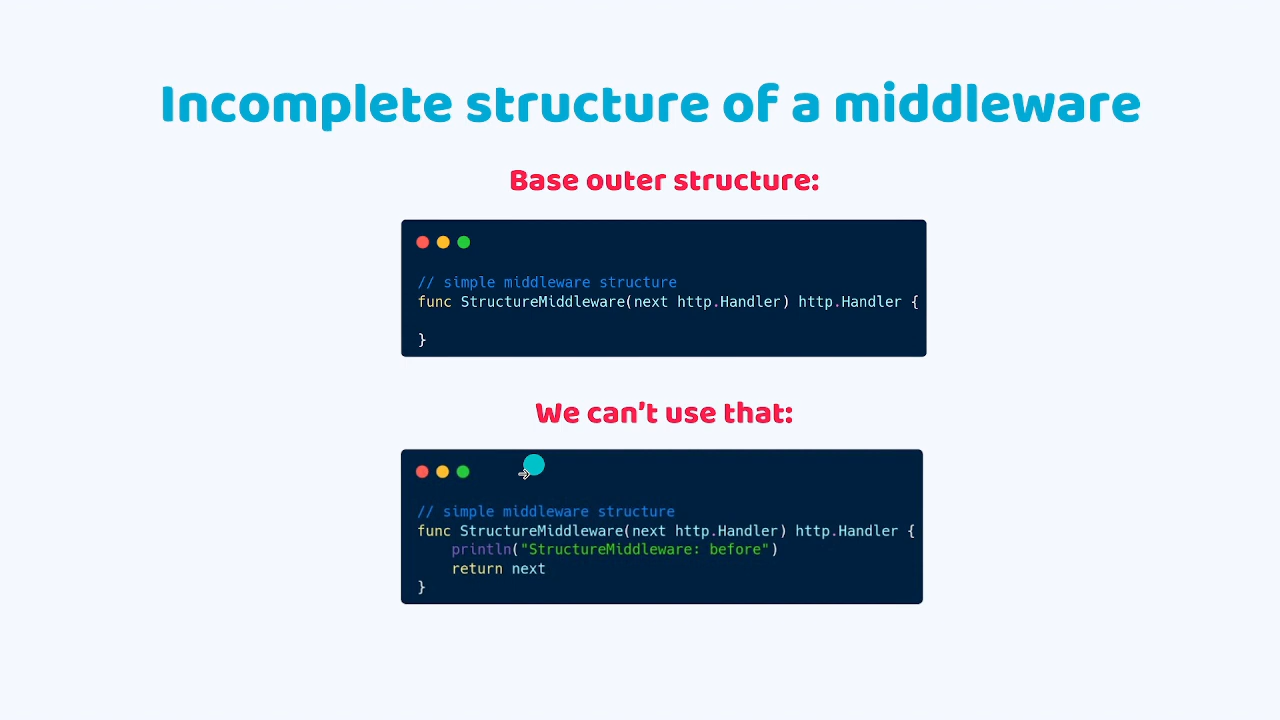 Incomplete structure of a middleware
Base outer structure:
// simple middleware structure
func StructureMiddleware(next http.Handler) http.Handler {
}
We can't use that:
// simple middleware structure
func StructureMiddleware(next http.Handler) http.Handler {
    println("StructureMiddleware: before")
    return next
}